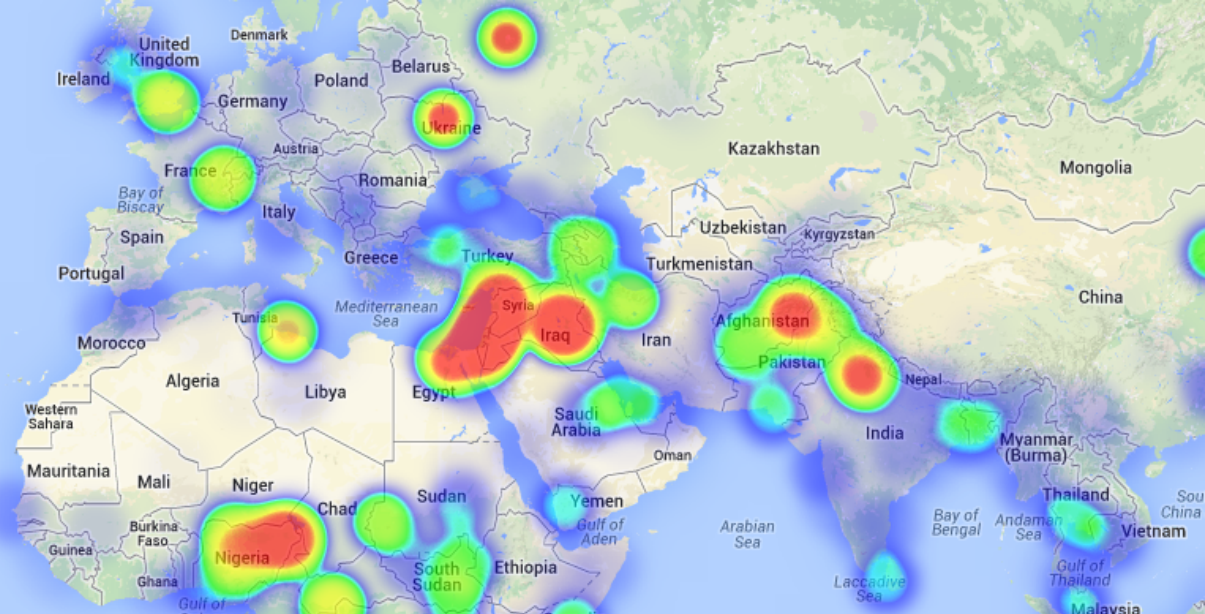 Denmark
United
Kingdom
Ireland
Belarus
Poland
Germany
Ukraine
Austria
France
Kazakhstan
Mongolia
Romania
Bay of
Biscay
Italy
Uzbekistan
Kyrgyzstan
Spain
Greece
Turkey
Turkmenistan
Portugal
China
Mediterranean
Sea
Syria
Tunisia
Afghanistan
Iraq
Iran
Morocco
Pakistan
Algeria
Libya
Egypt
Nepal
Western
Sahara
Saudi
Arabia
India
Myanmar
(Burma)
Oman
Mauritania
Mali
Niger
Chad
Sudan
Yemen
Thailand
Sou
China
Gulf of
Aden
Arabian
Sea
Bay of
Bengal
Andaman
Sea
Vietnam
Burkina
Faso
Guinea
Nigeria
Ghana
South
Sudan
Ethiopia
Laccadive
Sea
Gulf of
Thailand
Gulf of
Malaysia